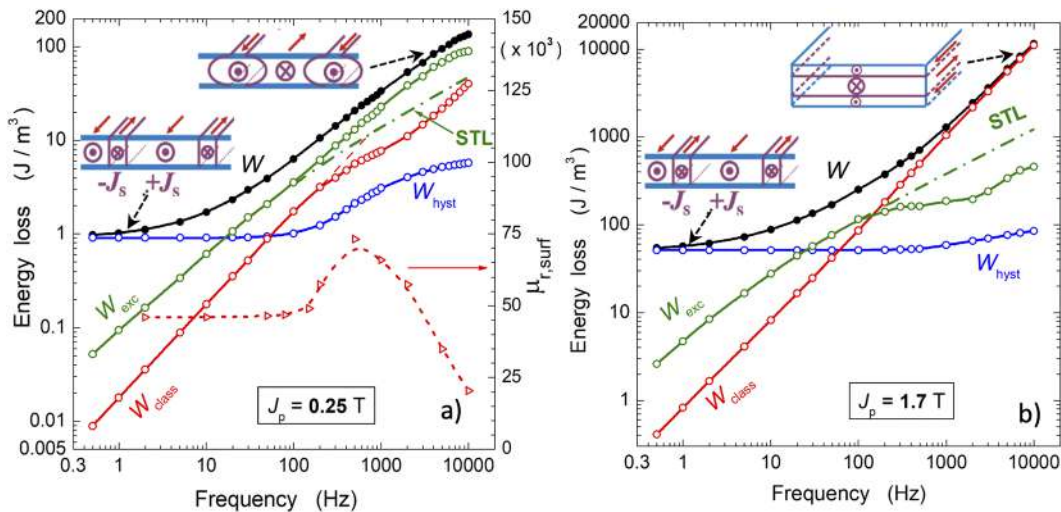 200
100
10
1
0.1
0.01
0.005
Energy loss (J / m³)
0.3 1 10 100 1000 10000
Frequency (Hz)
150
( x 10³)
125
100
75
50
25
0
μr,surf
-Js +Js
W
STL
Whyst
Wexc
Wclass
Jp = 0.25 T
a)
20000
10000
1000
100
10
1
Energy loss (J / m³)
0.3 1 10 100 1000 10000
Frequency (Hz)
-Js +Js
W
STL
Whyst
Wexc
Wclass
Jp = 1.7 T
b)